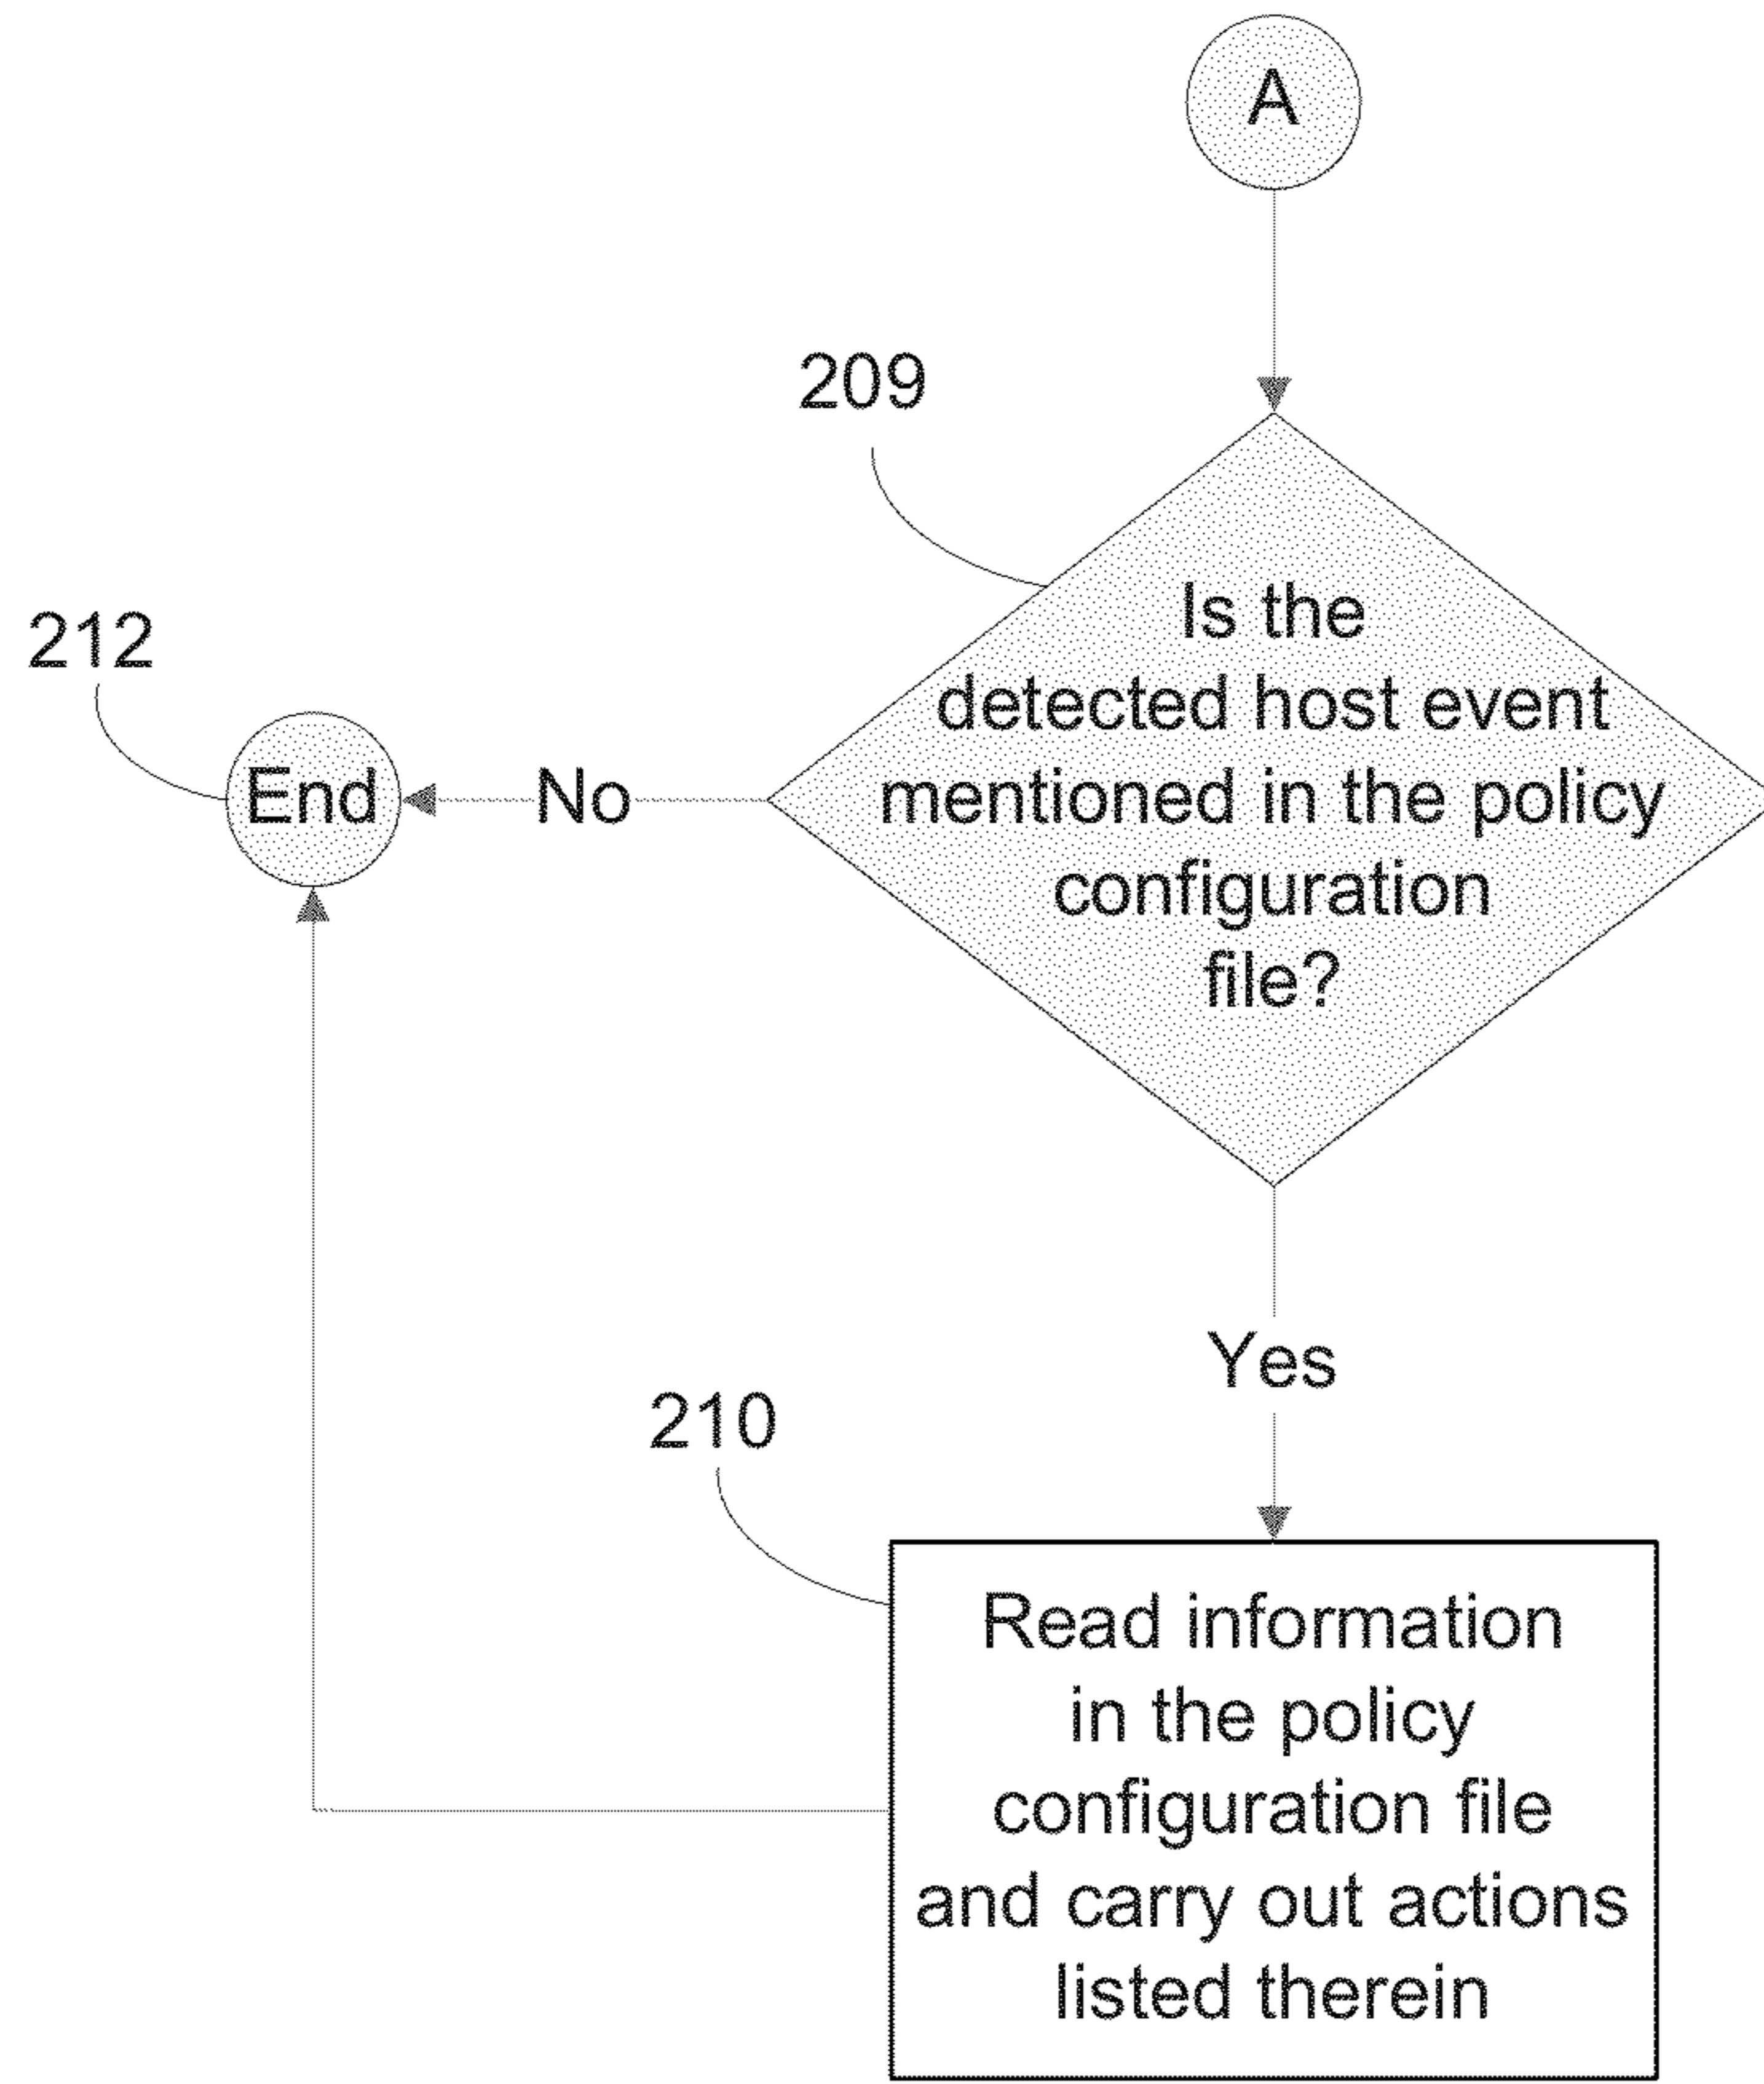 A
209
Is the
detected host event
mentioned in the policy
configuration
file?
212
End
No
Yes
210
Read information
in the policy
configuration file
and carry out actions
listed therein